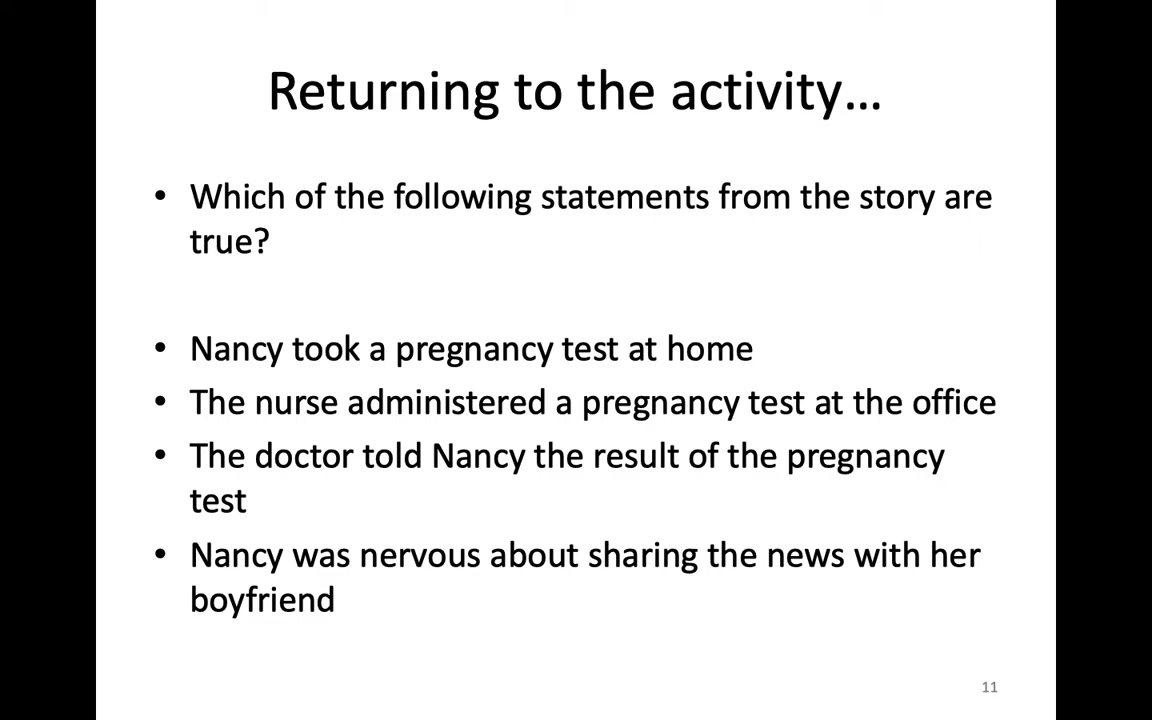 Returning to the activity…
• Which of the following statements from the story are
true?
• Nancy took a pregnancy test at home
• The nurse administered a pregnancy test at the office
• The doctor told Nancy the result of the pregnancy
test
• Nancy was nervous about sharing the news with her
boyfriend
11